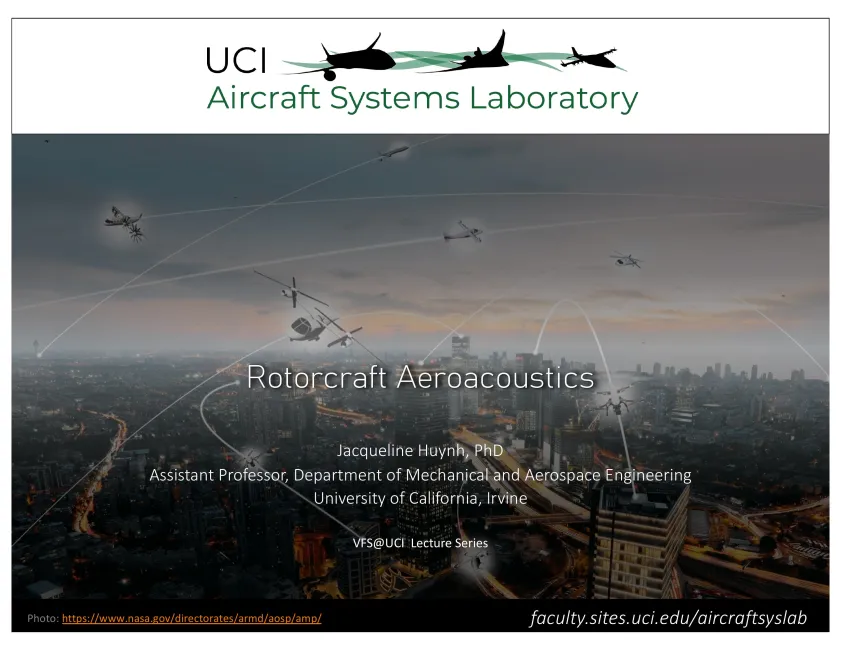 UCI
Aircraft Systems Laboratory
Rotorcraft Aeroacoustics
Jacqueline Huynh, PhD
Assistant Professor, Department of Mechanical and Aerospace Engineering
University of California, Irvine
VFS@UCI Lecture Series
Photo: https://www.nasa.gov/directorates/armd/aosp/amp/
faculty.sites.uci.edu/aircraftsyslab